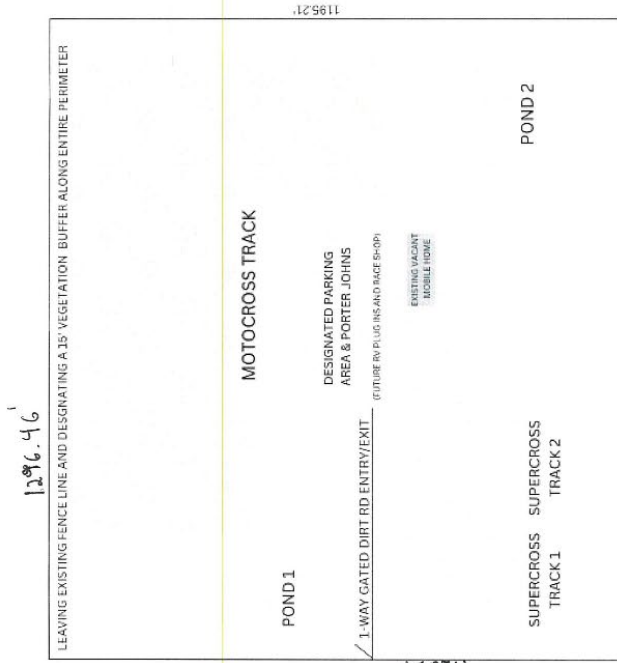 1296.46'
LEAVING EXISTING FENCE LINE AND DESGNATING A 15' VEGETATION BUFFER ALONG ENTIRE PERIMETER
1195.21'
MOTOCROSS TRACK
POND 1
DESIGNATED PARKING
AREA & PORTER JOHNS
(FUTURE RV PLUG INS AND RACE SHOP)
1-WAY GATED DIRT RD ENTRY/EXIT
EXISTING VACANT
MOBILE HOME
POND 2
SUPERCROSS
TRACK 1
SUPERCROSS
TRACK 2